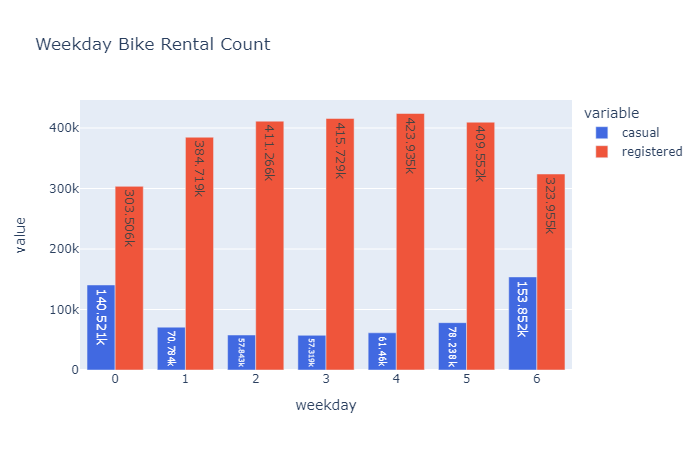 Weekday Bike Rental Count
variable
casual
registered
value
400k
300k
200k
100k
0
140.521k
303.506k
70.784k
384.719k
57.843k
411.266k
57.319k
415.729k
61.46k
423.935k
78.238k
409.552k
153.852k
323.955k
0 1 2 3 4 5 6
weekday